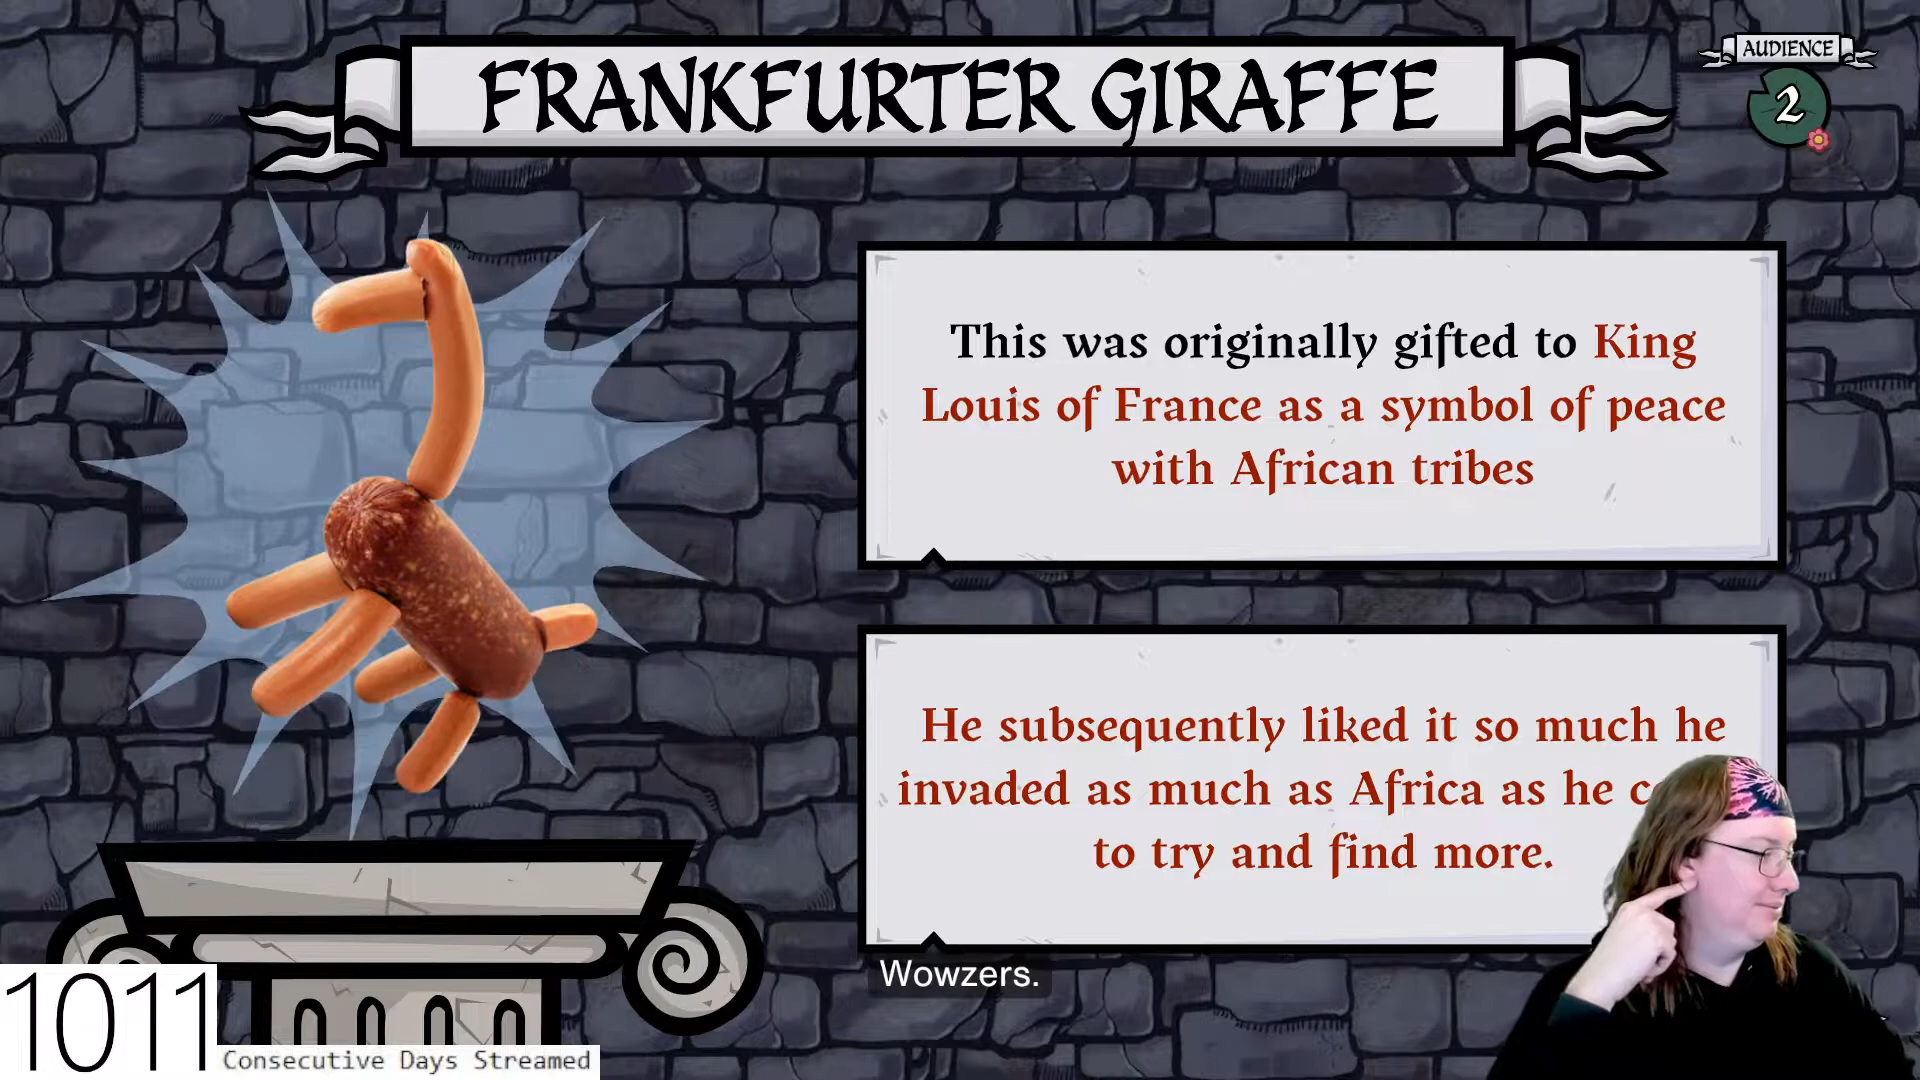 FRANKFURTER GIRAFFE
AUDIENCE
2
This was originally gifted to King
Louis of France as a symbol of peace
with African tribes
He subsequently liked it so much he
invaded as much as Africa as he
to try and find more.
Wowzers.
1011
Consecutive Days Streamed